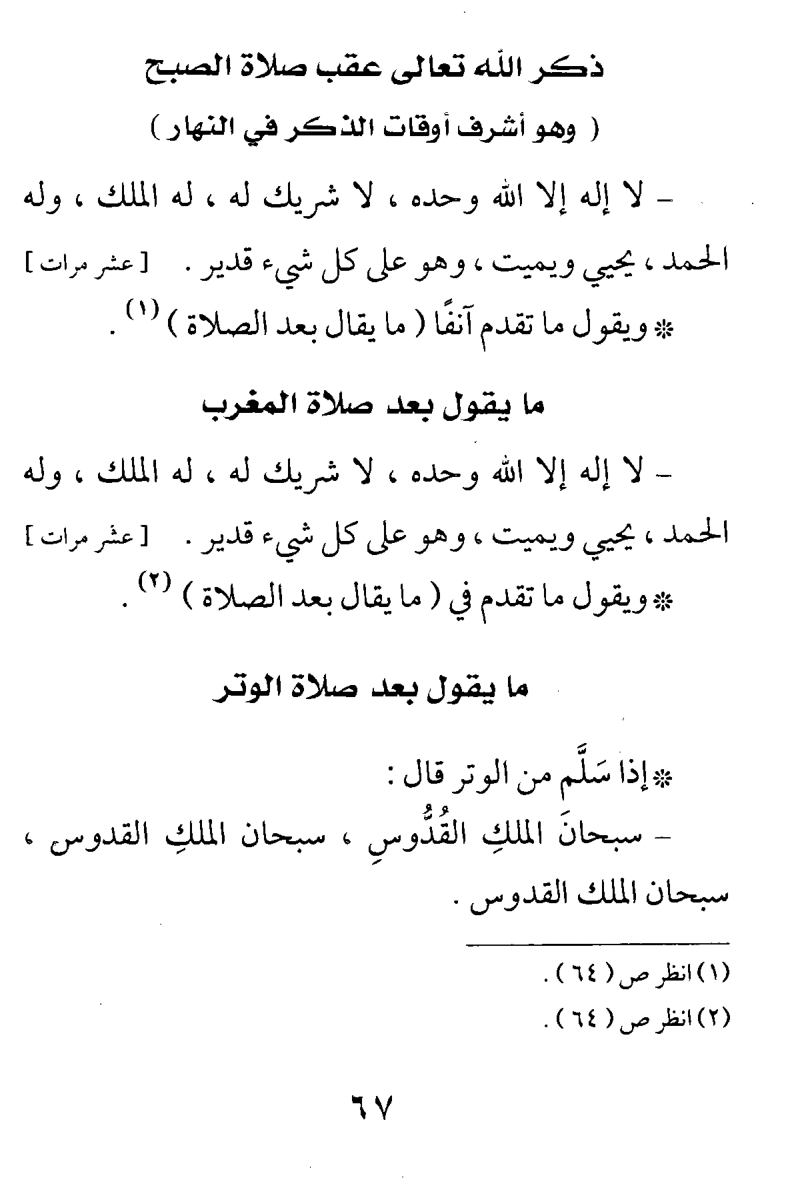 ذكر الله تعالى عقب صلاة الصبح
( وهو أشرف أوقات الذكر في النهار )
– لا إله إلا الله وحده ، لا شريك له ، له الملك ، وله
الحمد ، يحيي ويميت ، وهو على كل شيء قدير . [ عشر مرات ]
* ويقول ما تقدم آنفًا ( ما يقال بعد الصلاة ) (١) .
ما يقول بعد صلاة المغرب
– لا إله إلا الله وحده ، لا شريك له ، له الملك ، وله
الحمد ، يحيي ويميت ، وهو على كل شيء قدير . [ عشر مرات ]
* ويقول ما تقدم في ( ما يقال بعد الصلاة ) (٢) .
ما يقول بعد صلاة الوتر
* إذا سَلَّم من الوتر قال :
– سبحانَ الملكِ القُدُّوسِ ، سبحان الملكِ القدوس ،
سبحان الملك القدوس .
(١) انظر ص ( ٦٤ ) .
(٢) انظر ص ( ٦٤ ) .
٦٧